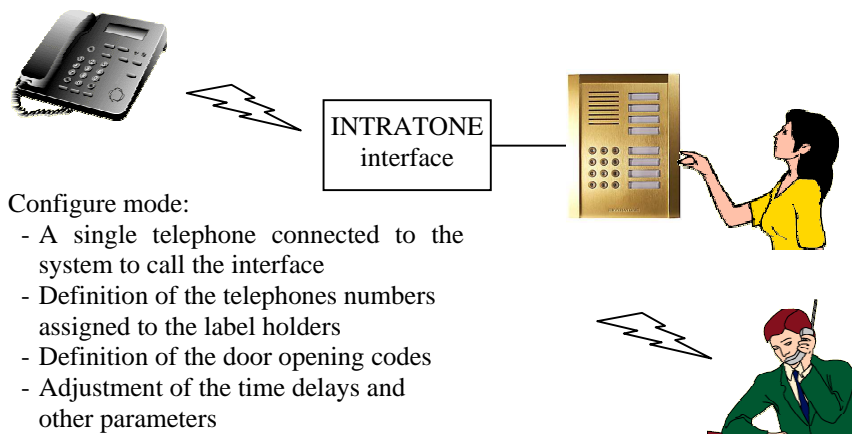 INTRATONE
interface
Configure mode:
- A single telephone connected to the
system to call the interface
- Definition of the telephones numbers
assigned to the label holders
- Definition of the door opening codes
- Adjustment of the time delays and
other parameters